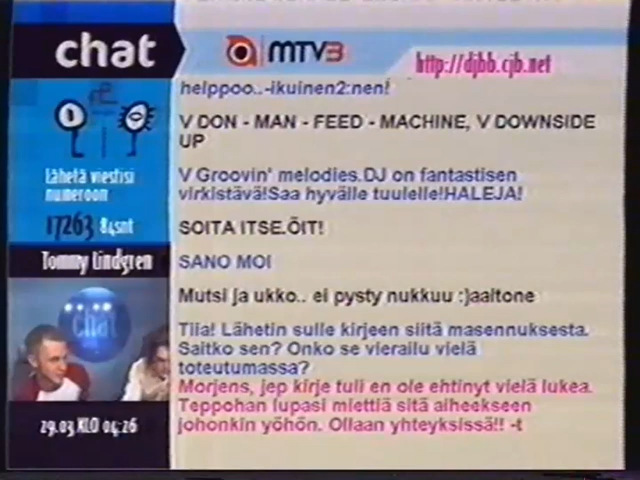 chat
MTV3
http://djbb.cjb.net
helppoo..-ikuinen2:nen!
V DON - MAN - FEED - MACHINE, V DOWNSIDE
UP
V Groovin' melodies.DJ on fantastisen
virkistävä!Saa hyvälle tuulelle!HALEJA!
SOITA ITSE.ÕIT!
SANO MOI
Mutsi ja ukko.. ei pysty nukkuu :)aaltone
Tiia! Lähetin sulle kirjeen siitä masennuksesta.
Saitko sen? Onko se vierailu vielä
toteutumassa?
Morjens, jep kirje tuli en ole ehtinyt vielä lukea.
Teppohan lupasi miettiä sitä aiheekseen
johonkin yöhön. Ollaan yhteyksissä!! -t
Lähetä viestisi
numeroon
17263 84snt
Tommy Lindgren
chat
29.03.KLO 04:26